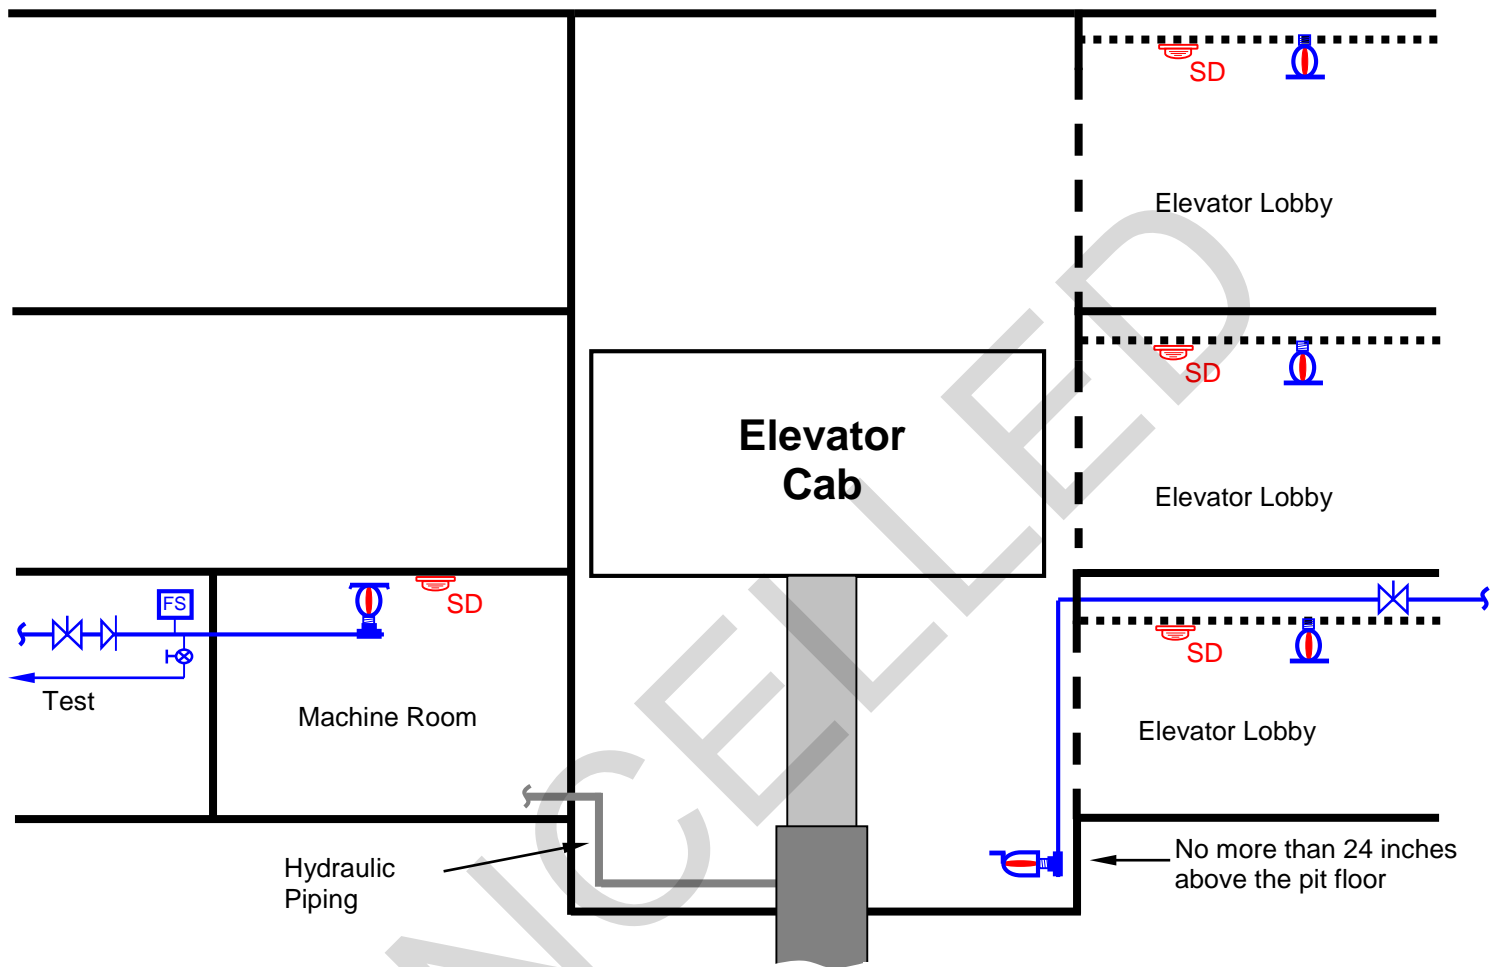 SD
Elevator Lobby
SD
Elevator
Cab
Elevator Lobby
FS
SD
SD
Test
Machine Room
Elevator Lobby
Hydraulic
Piping
No more than 24 inches
above the pit floor
NCELLED